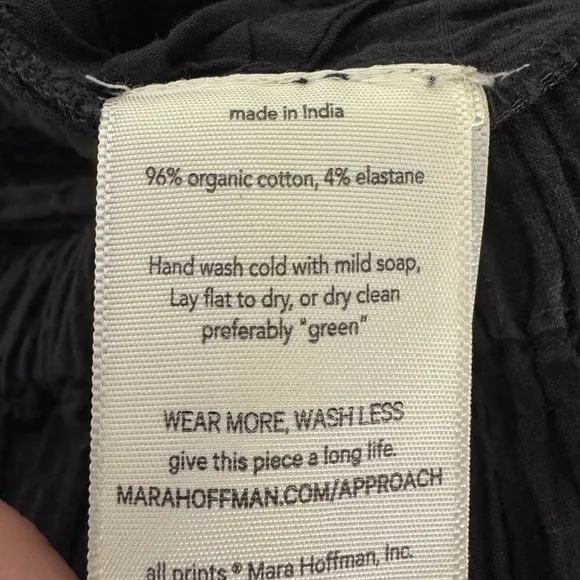 made in India
96% organic cotton, 4% elastane
Hand wash cold with mild soap,
Lay flat to dry, or dry clean
preferably "green"
WEAR MORE, WASH LESS
give this piece a long life.
MARAHOFFMAN.COM/APPROACH
all prints ® Mara Hoffman, Inc.